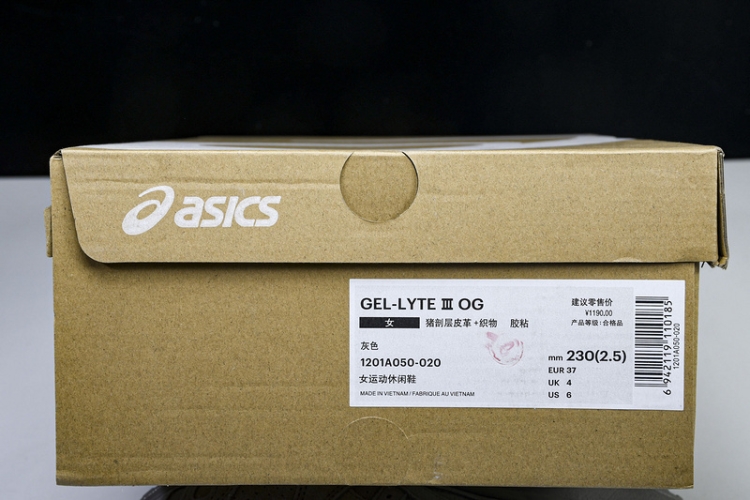 asics
GEL-LYTE III OG
女 猪剖层皮革+织物 胶粘
灰色
1201A050-020
女运动休闲鞋
MADE IN VIETNAM / FABRIQUE AU VIETNAM
建议零售价
¥1190.00
产品等级:合格品
mm 230(2.5)
EUR 37
UK 4
US 6
6 942119 110185
1201A050-020